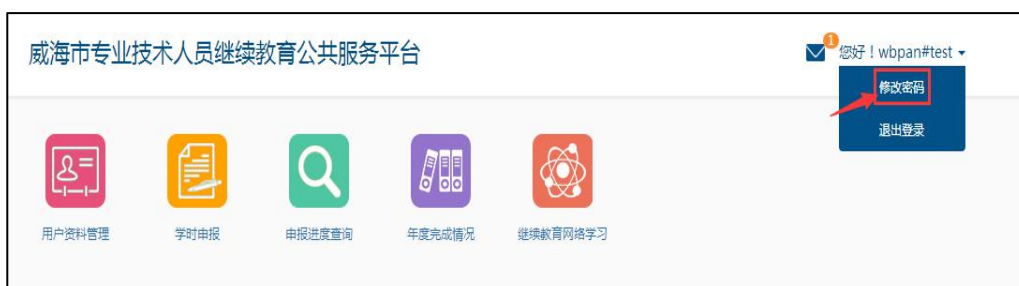 威海市专业技术人员继续教育公共服务平台
1
您好！wbpan#test
修改密码
退出登录
用户资料管理
学时申报
申报进度查询
年度完成情况
继续教育网络学习